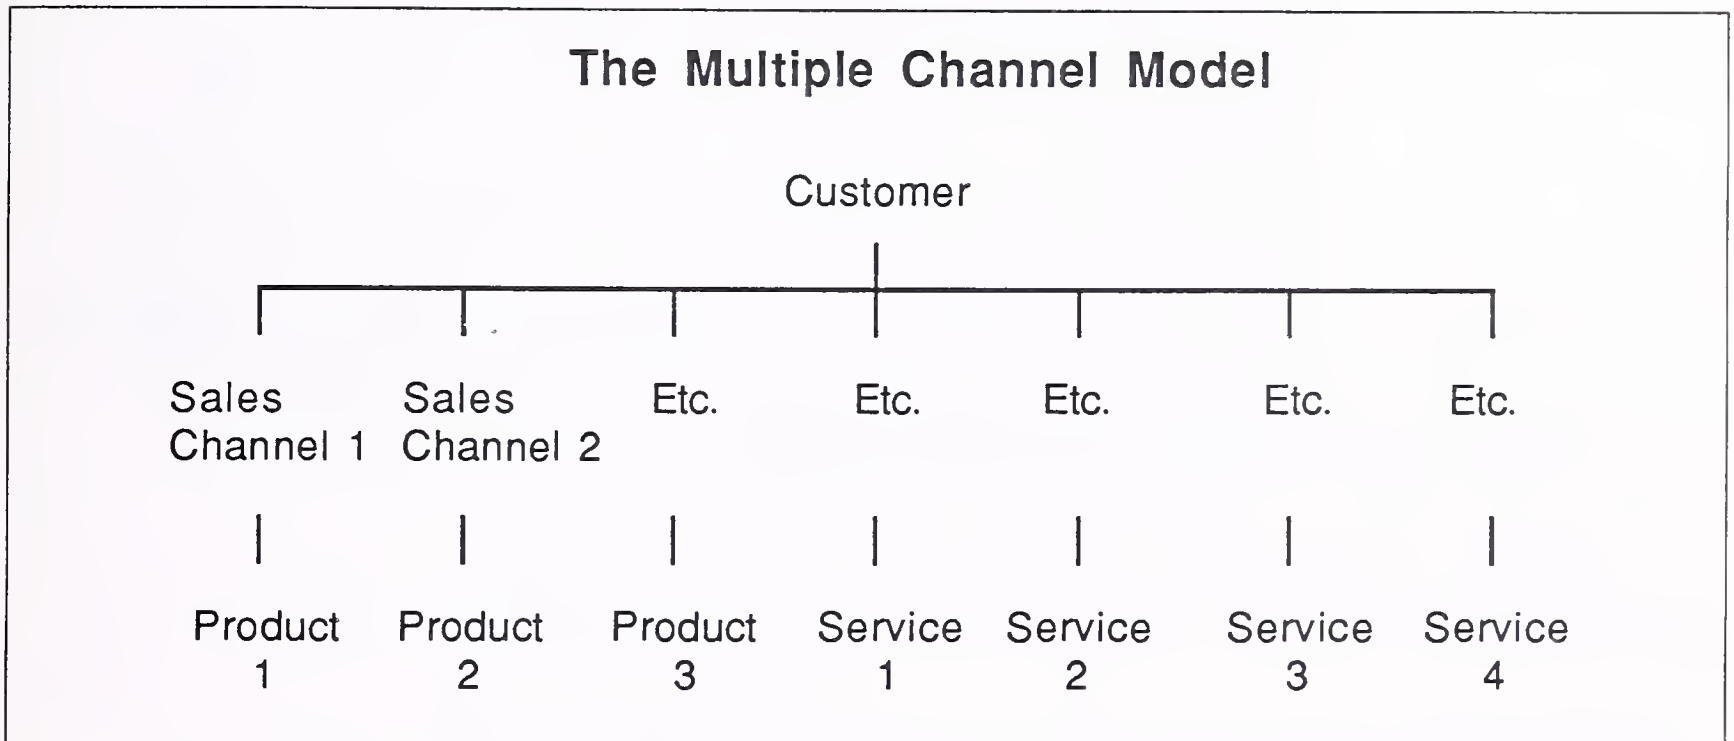 The Multiple Channel Model
Customer
Sales Channel 1
Sales Channel 2
Etc.
Etc.
Etc.
Etc.
Etc.
Product 1
Product 2
Product 3
Service 1
Service 2
Service 3
Service 4